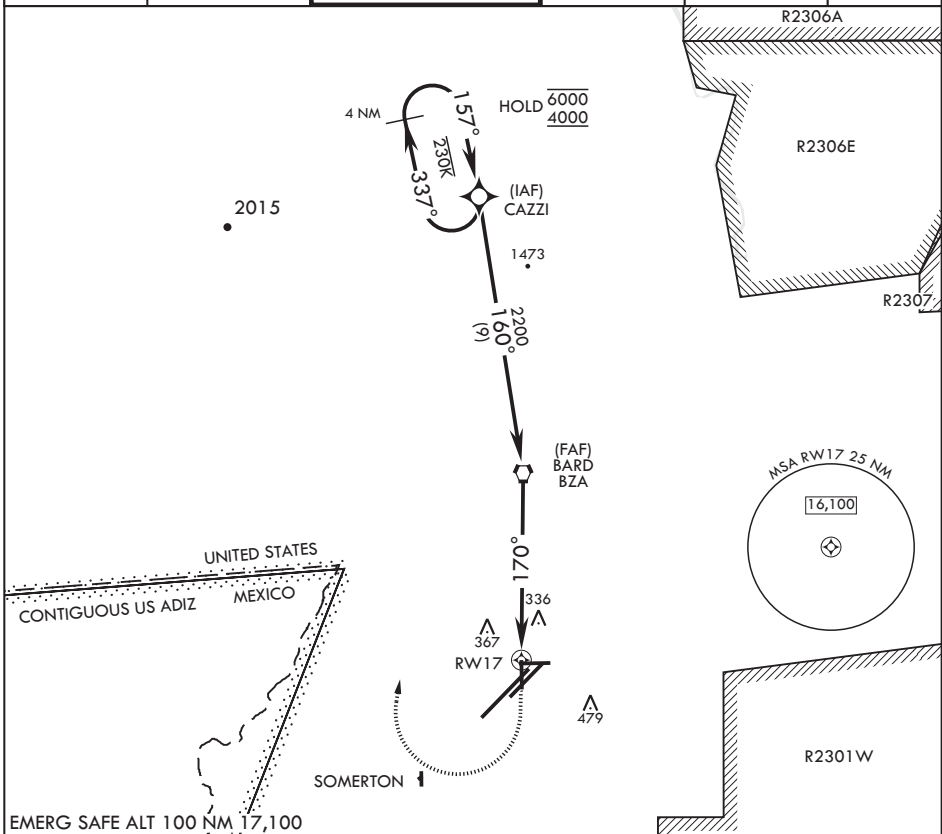 R2306A
4 NM
157°
HOLD 6000
4000
230K
337°
R2306E
(IAF)
CAZZI
2015
1473
R2307
2200
160°
(9)
(FAF)
BARD
BZA
MSA RW17 25 NM
16,100
170°
UNITED STATES
CONTIGUOUS US ADIZ
MEXICO
336
367
RW17
479
SOMERTON
R2301W
EMERG SAFE ALT 100 NM 17,100